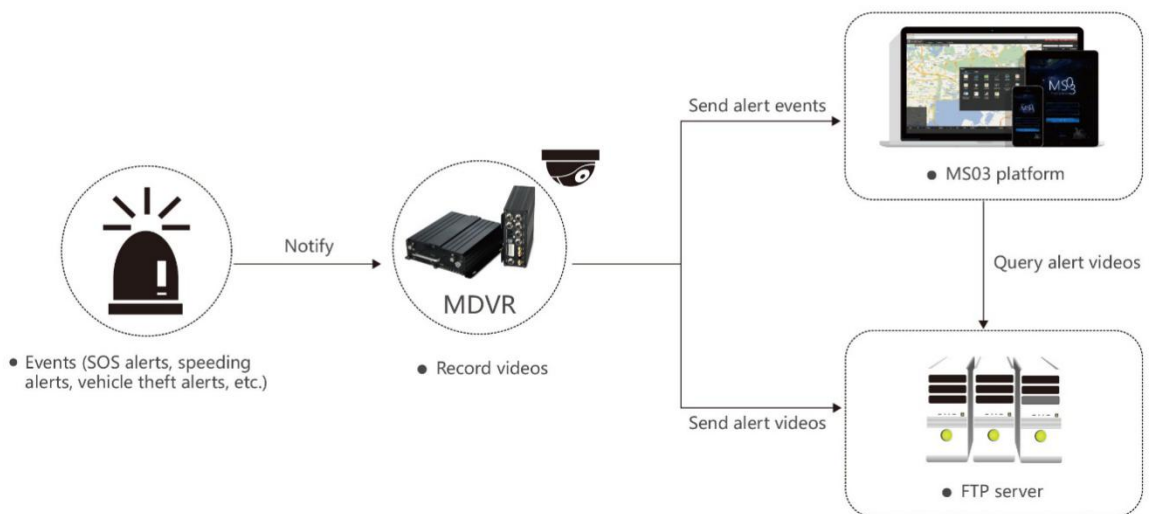 Send alert events
MS03
● MS03 platform
Notify
MDVR
Query alert videos
● Events (SOS alerts, speeding
alerts, vehicle theft alerts, etc.)
● Record videos
Send alert videos
● FTP server